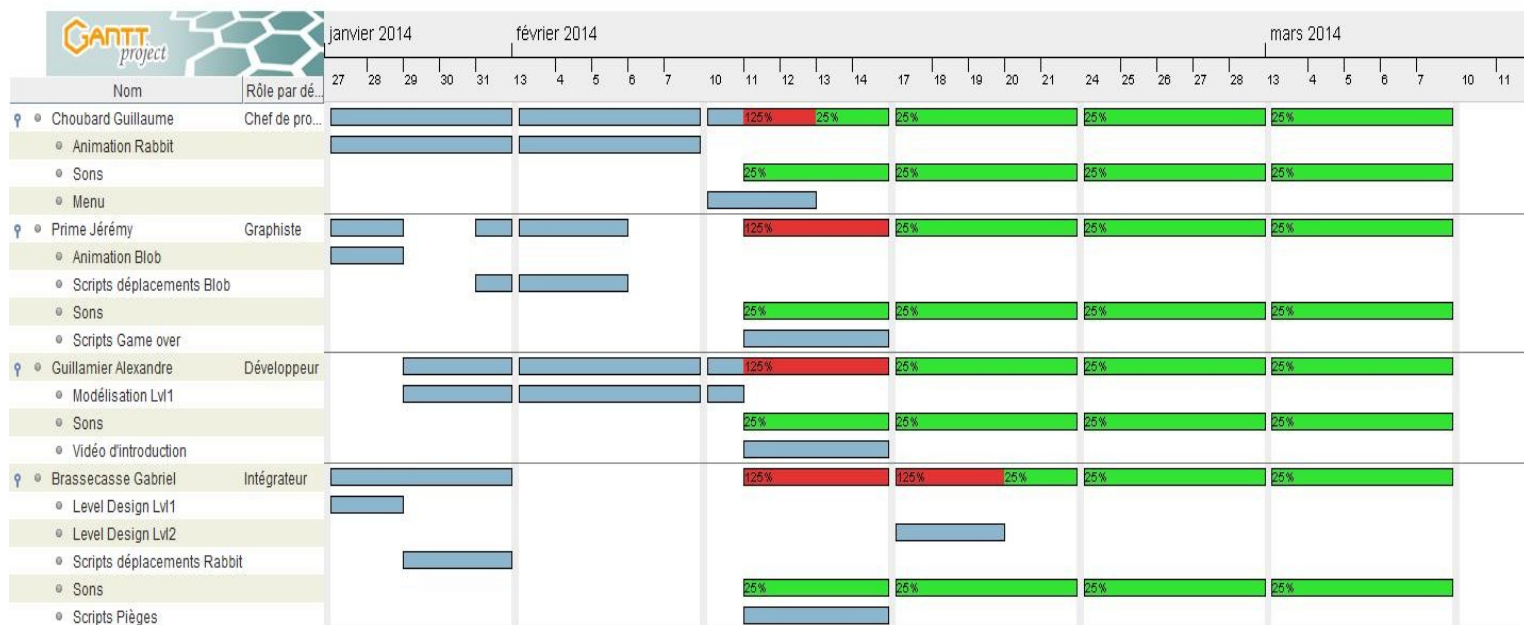 GANTT
project
janvier 2014 février 2014 mars 2014
27 28 29 30 31 13 4 5 6 7 10 11 12 13 14 17 18 19 20 21 24 25 26 27 28 13 4 5 6 7 10 11
Nom Rôle par dé...
Choubard Guillaume Chef de pro... 125% 25% 25% 25% 25%
Animation Rabbit
Sons 25% 25% 25% 25%
Menu
Prime Jérémy Graphiste 125% 25% 25% 25%
Animation Blob
Scripts déplacements Blob
Sons 25% 25% 25% 25%
Scripts Game over
Guillamier Alexandre Développeur 125% 25% 25% 25%
Modélisation Lvl1
Sons 25% 25% 25% 25%
Vidéo d'introduction
Brassecasse Gabriel Intégrateur 125% 125% 25% 25% 25%
Level Design Lvl1
Level Design Lvl2
Scripts déplacements Rabbit
Sons 25% 25% 25% 25%
Scripts Pièges